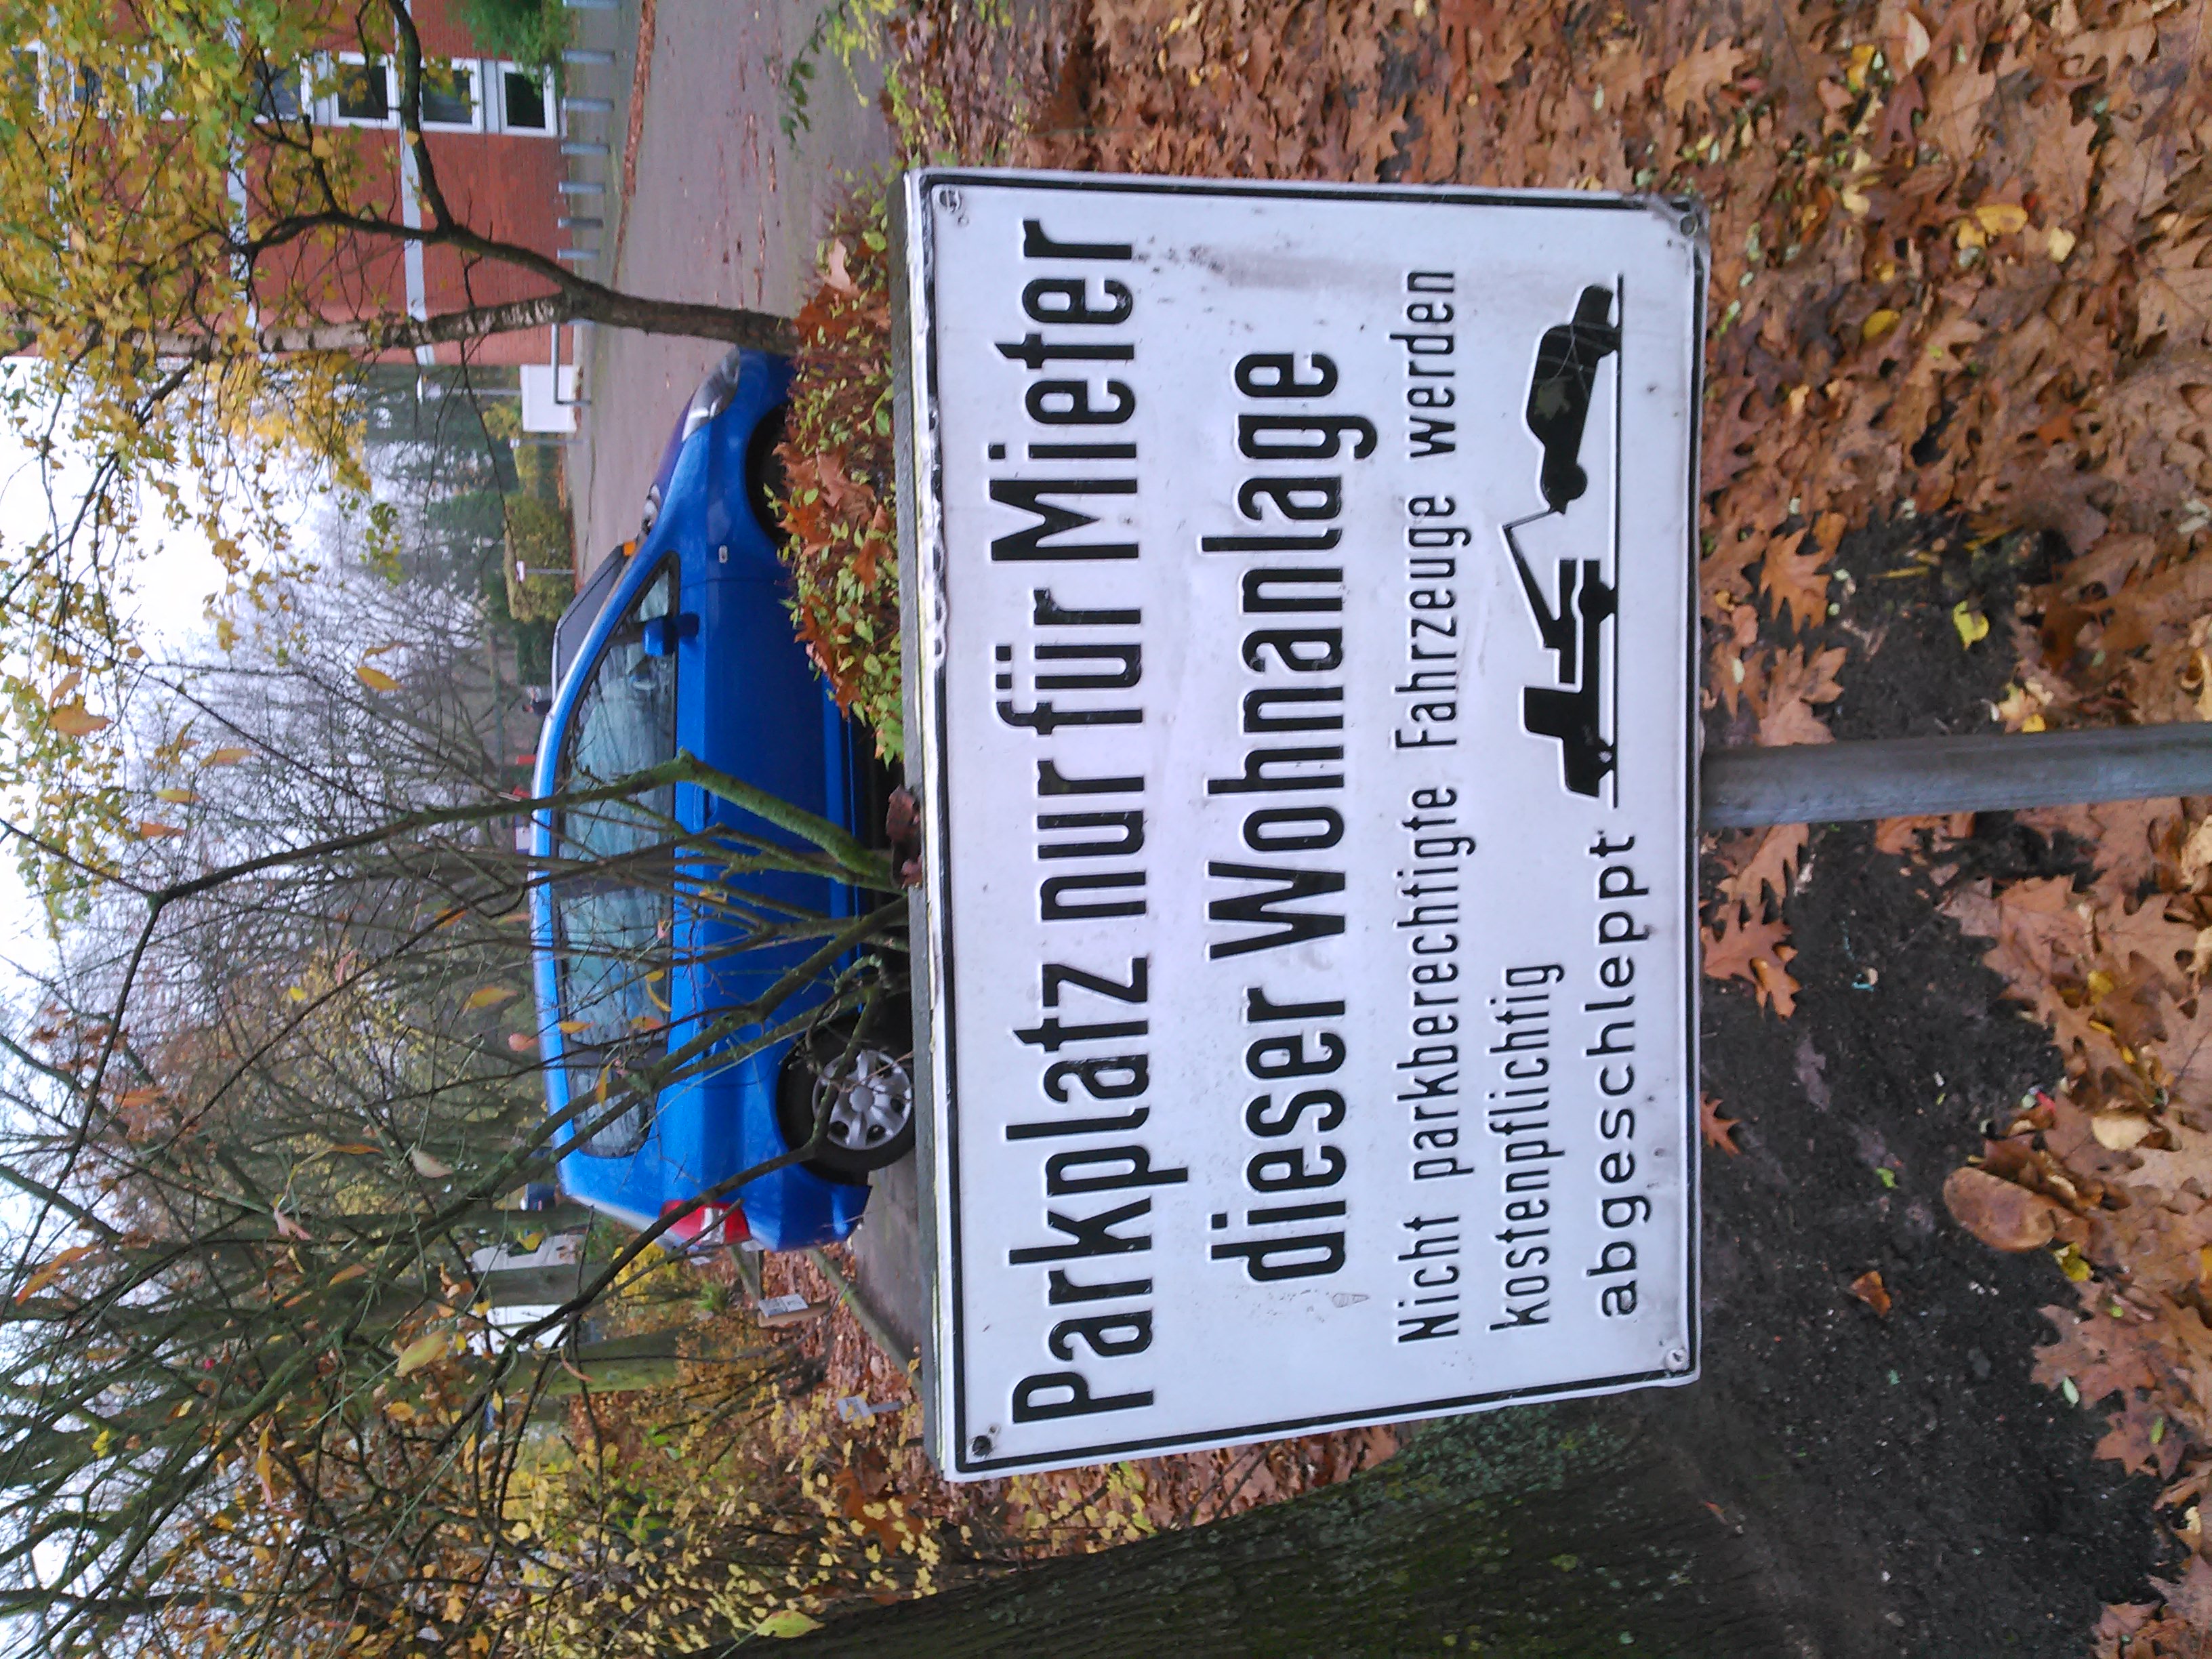 Parkplatz nur für Mieter
dieser Wohnanlage
Nicht parkberechtigte Fahrzeuge werden
kostenpflichtig
abgeschleppt